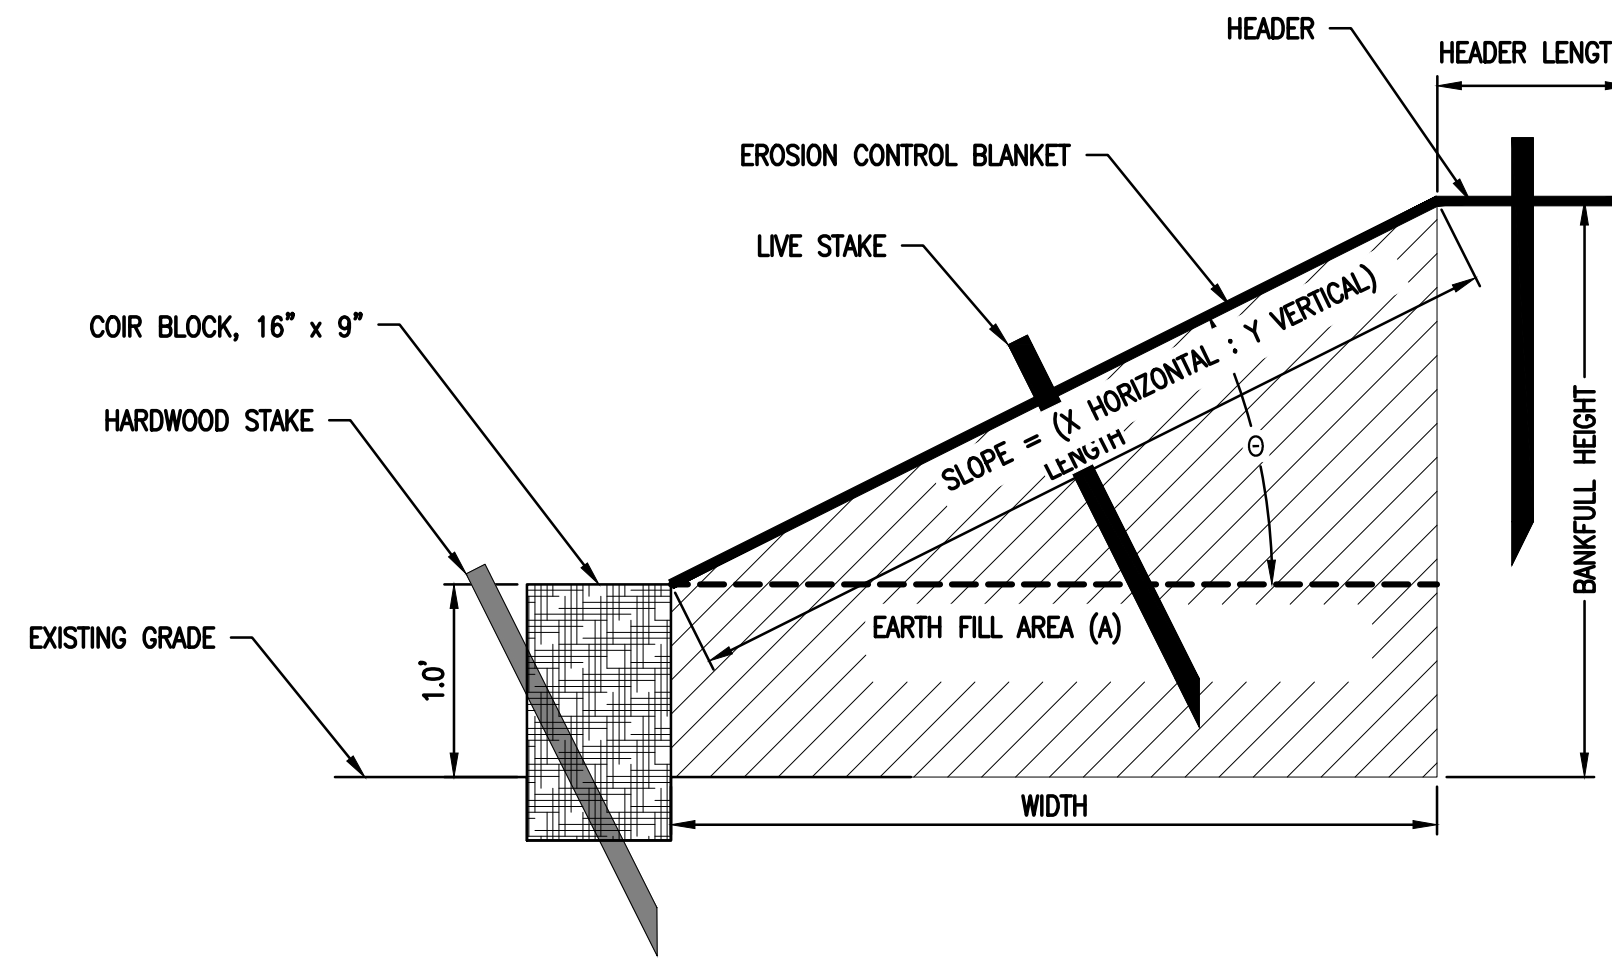 HEADER
HEADER LENGT
EROSION CONTROL BLANKET
LIVE STAKE
COIR BLOCK, 16" x 9"
HARDWOOD STAKE
SLOPE = (X HORIZONTAL : Y VERTICAL)
LENGTH
Θ
BANKFULL HEIGHT
EARTH FILL AREA (A)
EXISTING GRADE
1.0'
WIDTH